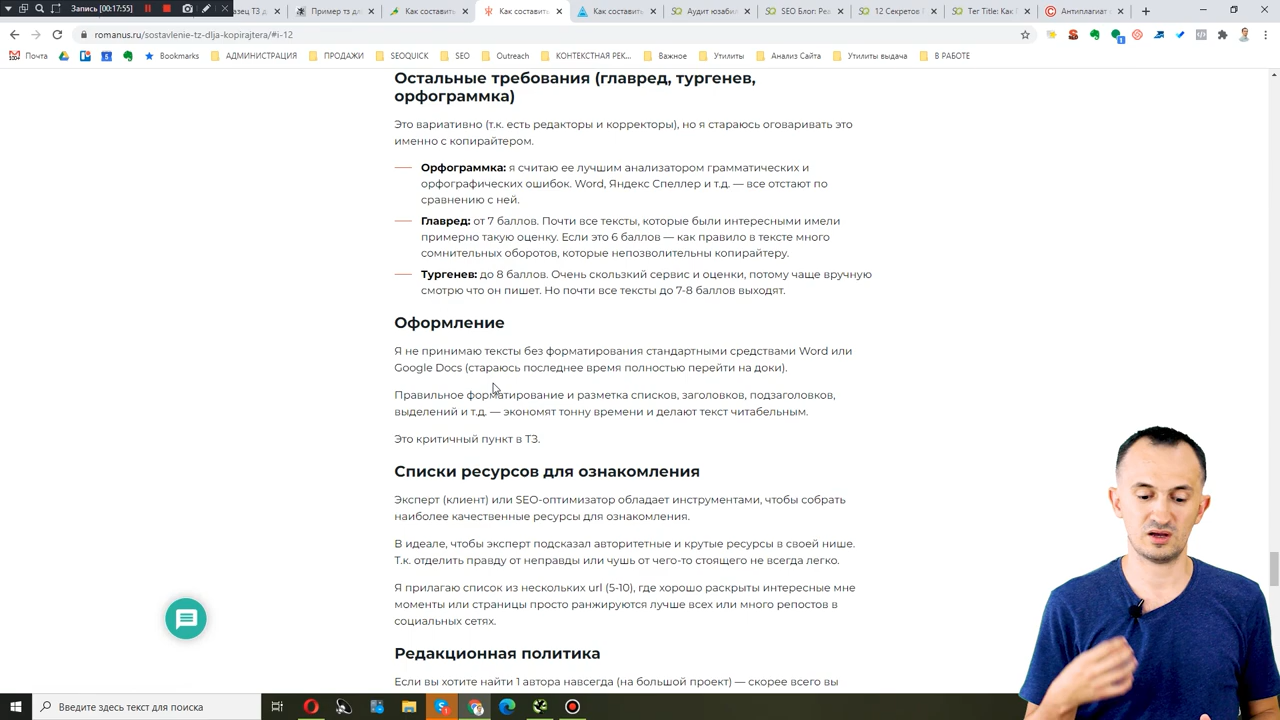 Запись [00:17:55]
азец ТЗ д
Пример тз дл
Как составить
Как составить
Как составить
Аудит юзабил
SEO Блог: Реа
12 Секретов Г
Тег Title: Как П
Антиплагиат
romanus.ru/sostavlenie-tz-dlja-kopirajtera/#i-12
Почта
Bookmarks
АДМИНИСТРАЦИЯ
ПРОДАЖИ
SEOQUICK
SEO
Outreach
КОНТЕКСТНАЯ РЕК...
Важное
Утилиты
Анализ Сайта
Утилиты выдача
В РАБОТЕ
Остальные требования (главред, тургенев,
орфограммка)
Это вариативно (т.к. есть редакторы и корректоры), но я стараюсь оговаривать это
именно с копирайтером.
Орфограммка: я считаю ее лучшим анализатором грамматических и
орфографических ошибок. Word, Яндекс Спеллер и т.д. — все отстают по
сравнению с ней.
Главред: от 7 баллов. Почти все тексты, которые были интересными имели
примерно такую оценку. Если это 6 баллов — как правило в тексте много
сомнительных оборотов, которые непозволительны копирайтеру.
Тургенев: до 8 баллов. Очень скользкий сервис и оценки, потому чаще вручную
смотрю что он пишет. Но почти все тексты до 7-8 баллов выходят.
Оформление
Я не принимаю тексты без форматирования стандартными средствами Word или
Google Docs (стараюсь последнее время полностью перейти на доки).
Правильное форматирование и разметка списков, заголовков, подзаголовков,
выделений и т.д. — экономят тонну времени и делают текст читабельным.
Это критичный пункт в ТЗ.
Списки ресурсов для ознакомления
Эксперт (клиент) или SEO-оптимизатор обладает инструментами, чтобы собрать
наиболее качественные ресурсы для ознакомления.
В идеале, чтобы эксперт подсказал авторитетные и крутые ресурсы в своей нише.
Т.к. отделить правду от неправды или чушь от чего-то стоящего не всегда легко.
Я прилагаю список из нескольких url (5-10), где хорошо раскрыты интересные мне
моменты или страницы просто ранжируются лучше всех или много репостов в
социальных сетях.
Редакционная политика
Если вы хотите найти 1 автора навсегда (на большой проект) — скорее всего вы
Введите здесь текст для поиска